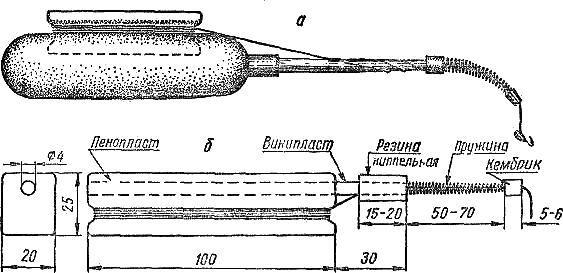 а
Пенопласт
б
Винипласт
Резина
ниппельная
Пружина
Кембрик
Ф4
25
15-20
50-70
5-6
20
100
30